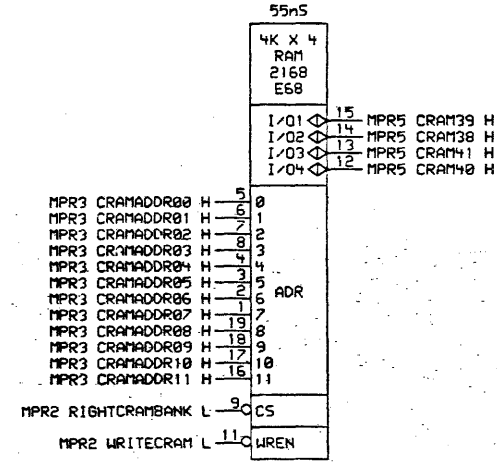 55nS
4K X 4
RAM
2168
E68
I/O1 15 MPR5 CRAM39 H
I/O2 14 MPR5 CRAM38 H
I/O3 13 MPR5 CRAM41 H
I/O4 12 MPR5 CRAM40 H
MPR3 CRAMADDR00 H 5 0
MPR3 CRAMADDR01 H 6 1
MPR3 CRAMADDR02 H 7 2
MPR3 CRAMADDR03 H 8 3
MPR3 CRAMADDR04 H 4 4
MPR3 CRAMADDR05 H 3 5
MPR3 CRAMADDR06 H 2 6
ADR
MPR3 CRAMADDR07 H 1 7
MPR3 CRAMADDR08 H 19 8
MPR3 CRAMADDR09 H 18 9
MPR3 CRAMADDR10 H 17 10
MPR3 CRAMADDR11 H 16 11
MPR2 RIGHTCRAMBANK L 9 CS
MPR2 WRITECRAM L 11 WREN